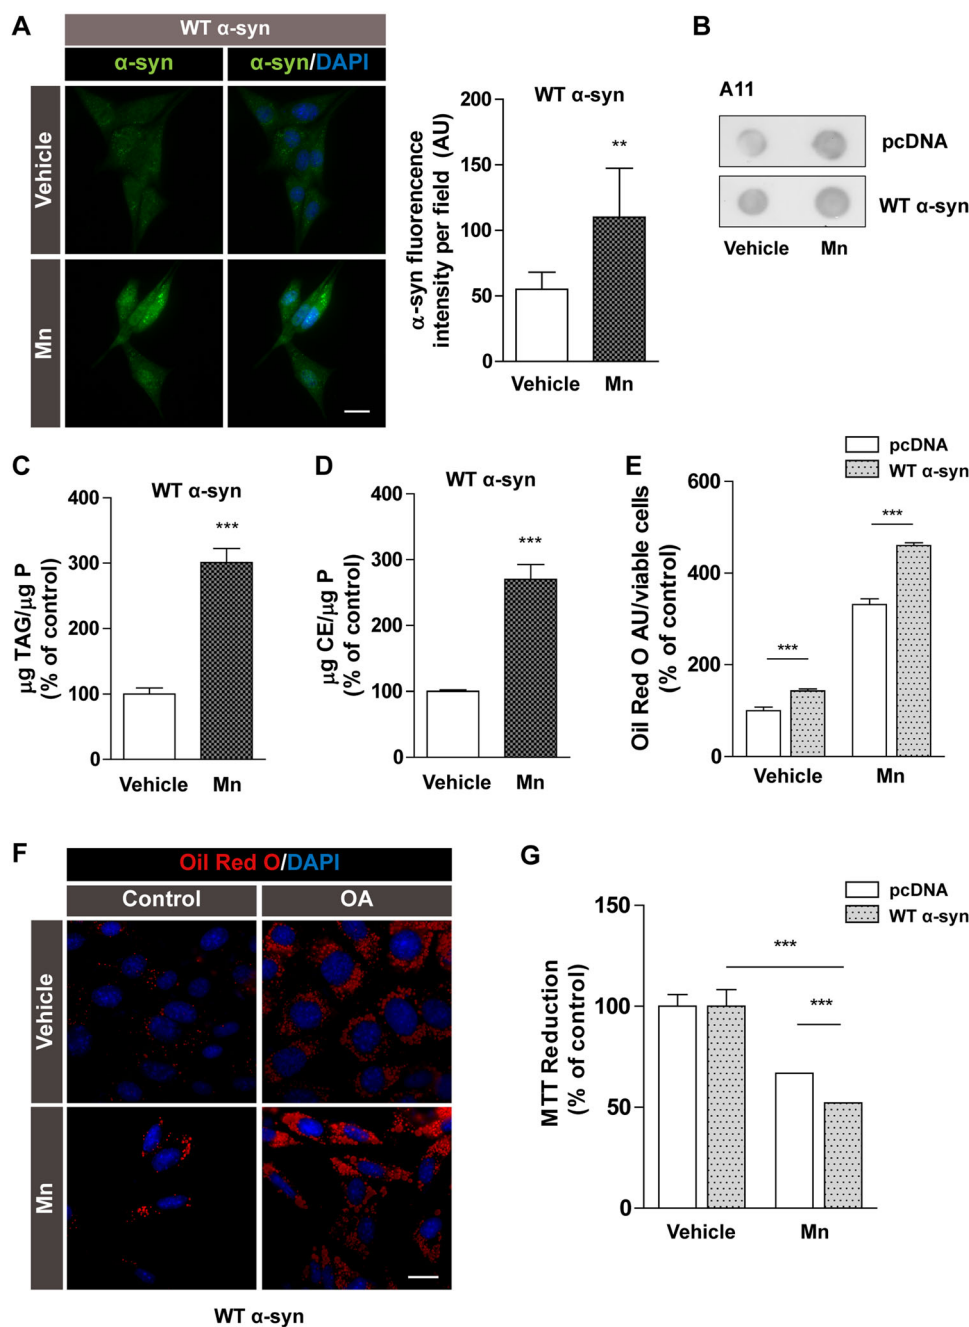 A
WT α-syn
α-syn
α-syn/DAPI
Vehicle
Mn
WT α-syn
α-syn fluorencence
intensity per field (AU)
200
150
100
50
0
**
Vehicle
Mn
B
A11
pcDNA
WT α-syn
Vehicle
Mn
C
WT α-syn
µg TAG/µg P
(% of control)
400
300
200
100
0
***
Vehicle
Mn
D
WT α-syn
µg CE/µg P
(% of control)
400
300
200
100
0
***
Vehicle
Mn
E
pcDNA
WT α-syn
Oil Red O AU/viable cells
(% of control)
600
400
200
0
***
***
Vehicle
Mn
F
Oil Red O/DAPI
Control
OA
Vehicle
Mn
WT α-syn
G
pcDNA
WT α-syn
MTT Reduction
(% of control)
150
100
50
0
***
***
Vehicle
Mn